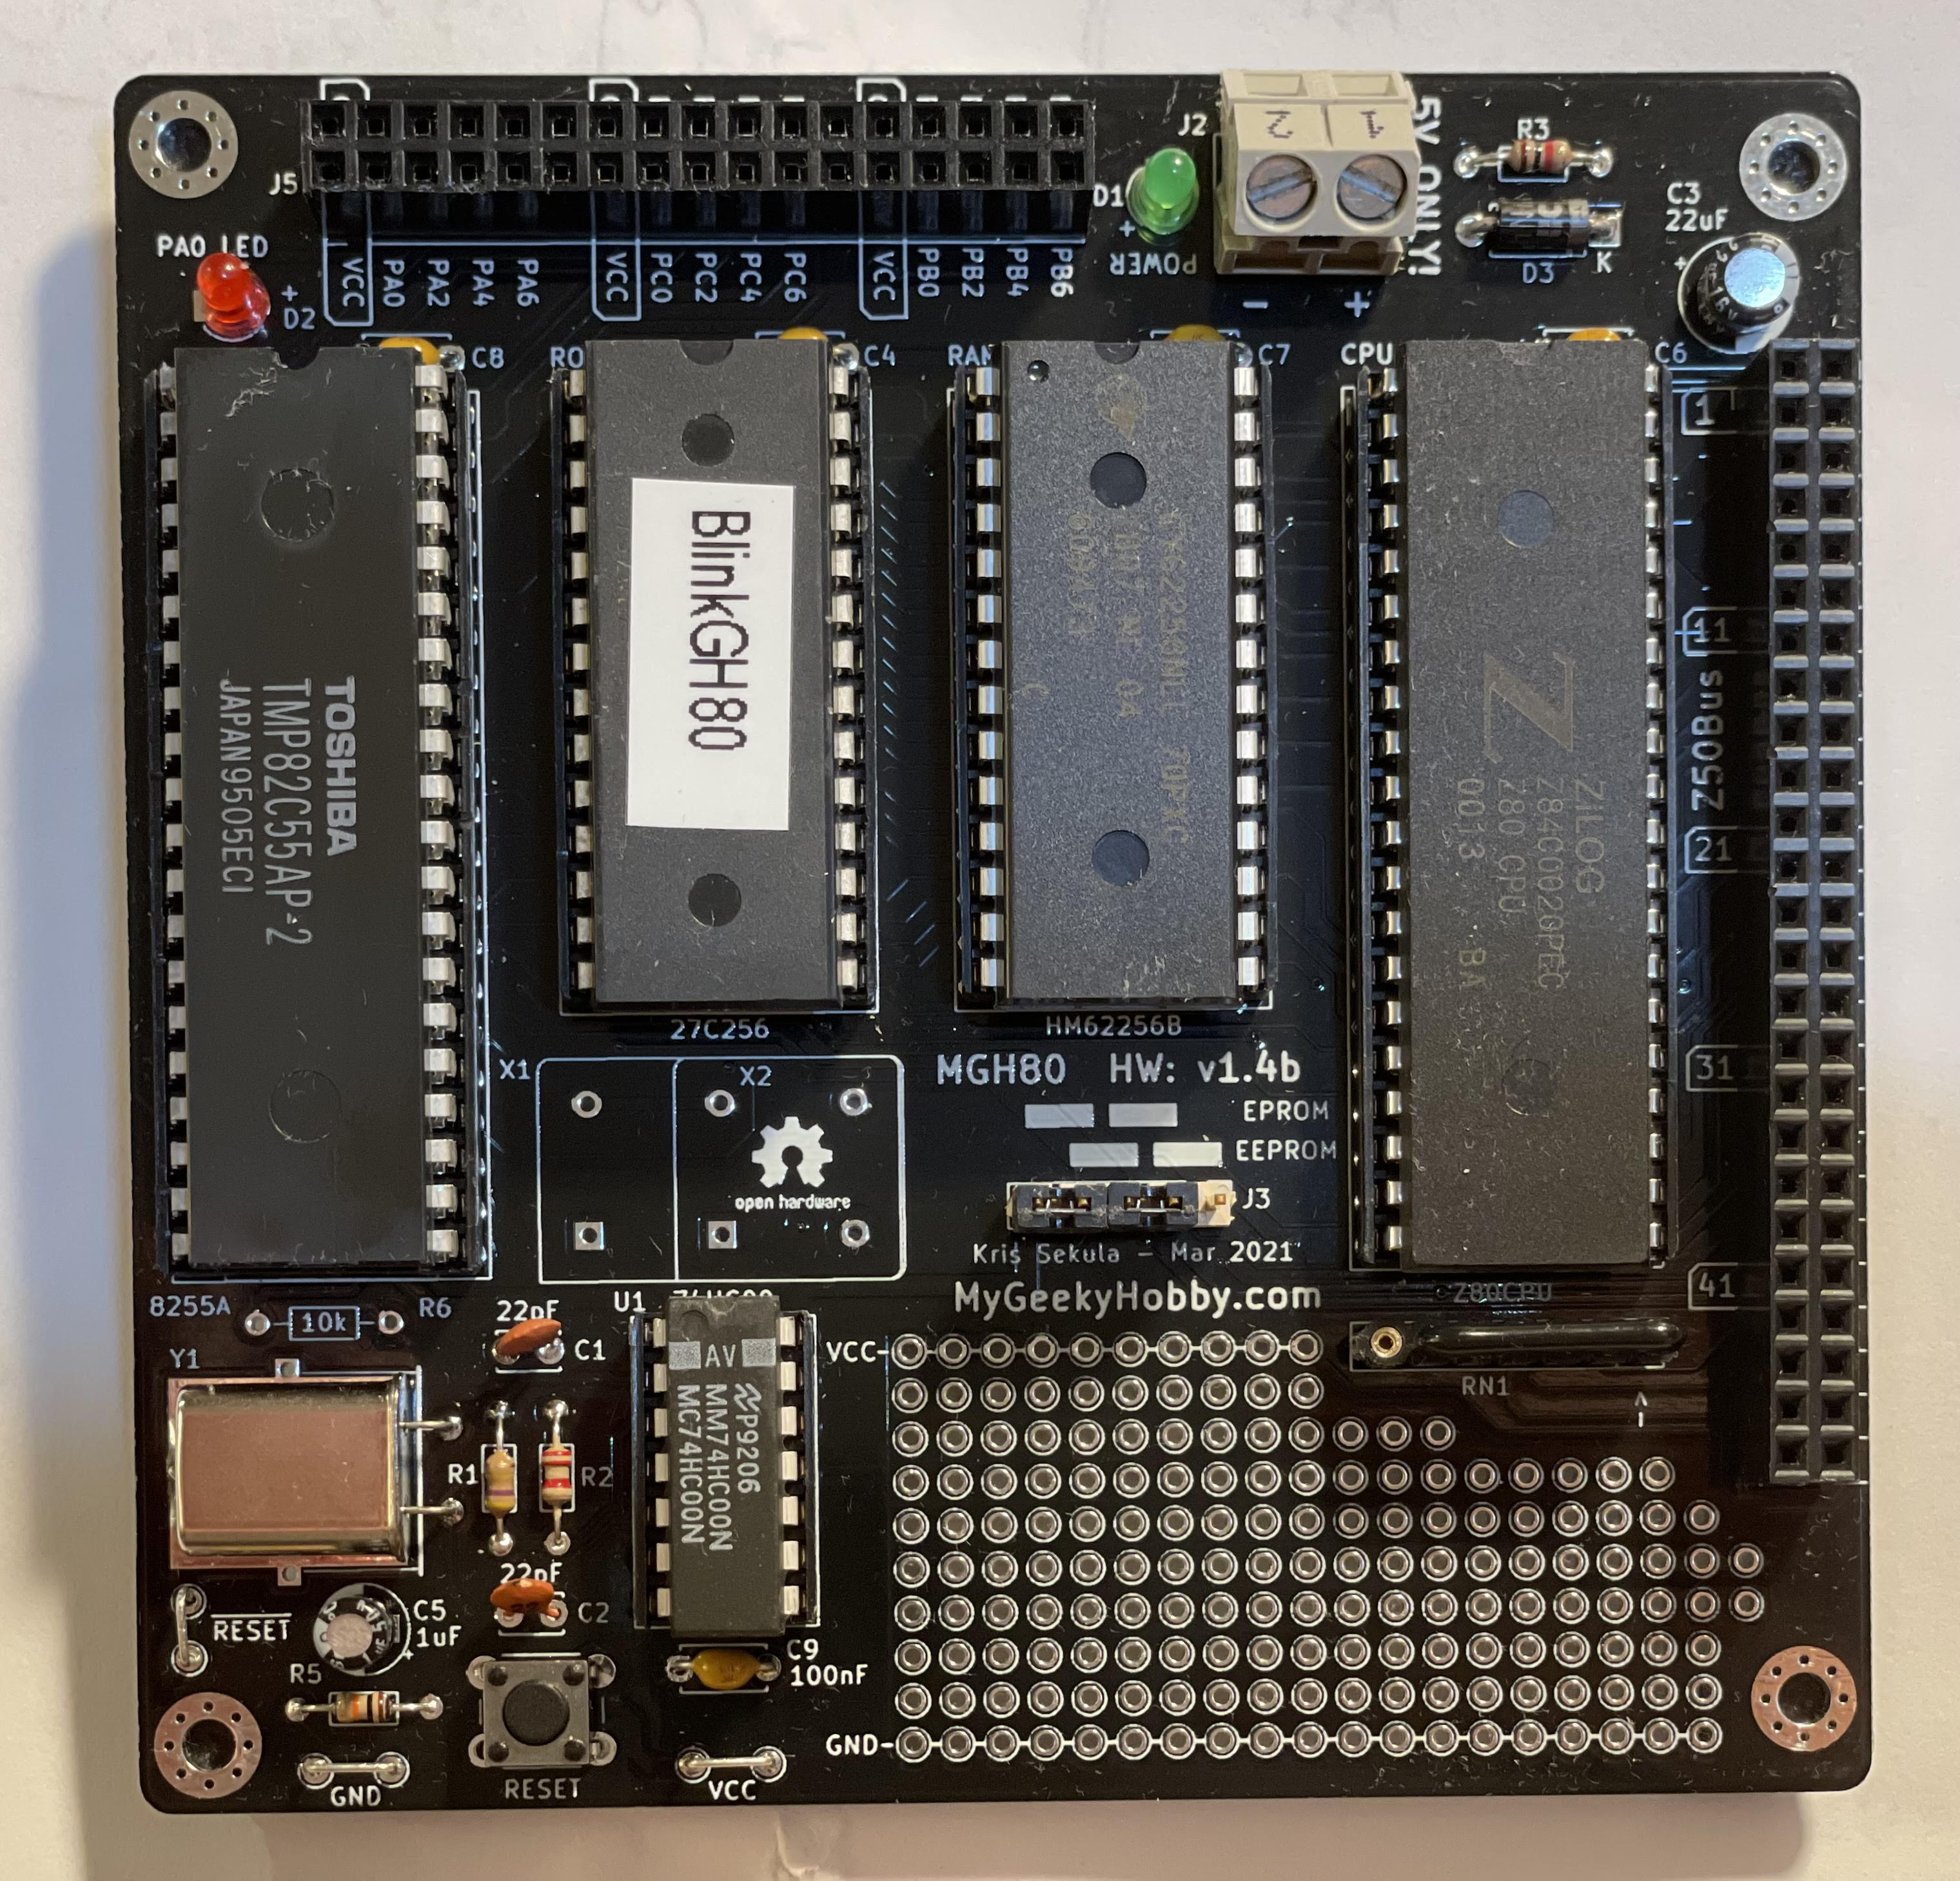 J2
2 1
5V ONLY!
R3
J5
D1
+
POWER
- +
D3 K
C3
22uF
+
PA0 LED
+
D2
VCC PA0 PA2 PA4 PA6
VCC PC0 PC2 PC4 PC6
VCC PB0 PB2 PB4 PB6
C8
C4
C7
CPU
C6
TOSHIBA
TMP82C55AP-2
JAPAN 9505ECI
BlinkGH80
ZiLOG
Z84C0020PEC
Z80 CPU
0013 BA
1
11
Z50Bus
21
31
41
27C256
HM62256B
X1
X2
open hardware
MGH80 HW: v1.4b
EPROM
EEPROM
J3
Kris Sekula - Mar 2021
MyGeekyHobby.com
Z80CPU
8255A
10k
R6
22pF
C1
U1
Y1
AV
P9206
MM74HC00N
MC74HC00N
VCC
RN1
R1
R2
22pF
C2
RESET
C5
1uF
+
R5
C9
100nF
GND
RESET
VCC
GND